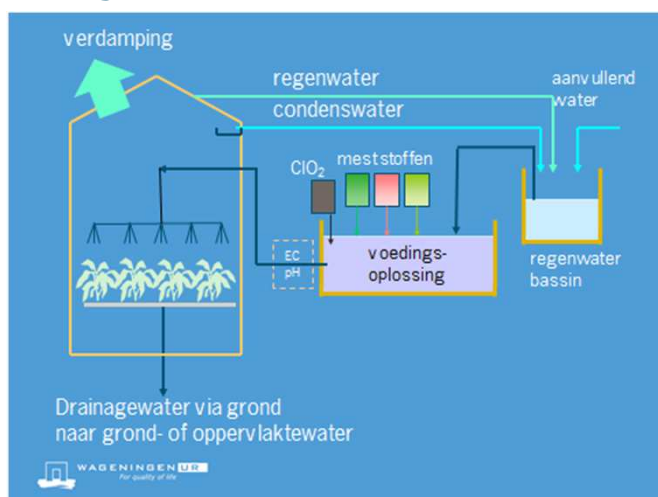 verdamping
regenwater
condenswater
aanvullend
water
ClO2
meststoffen
EC
pH
voedings-
oplossing
regenwater
bassin
Drainagewater via grond
naar grond- of oppervlaktewater
WAGENINGEN UR
For quality of life